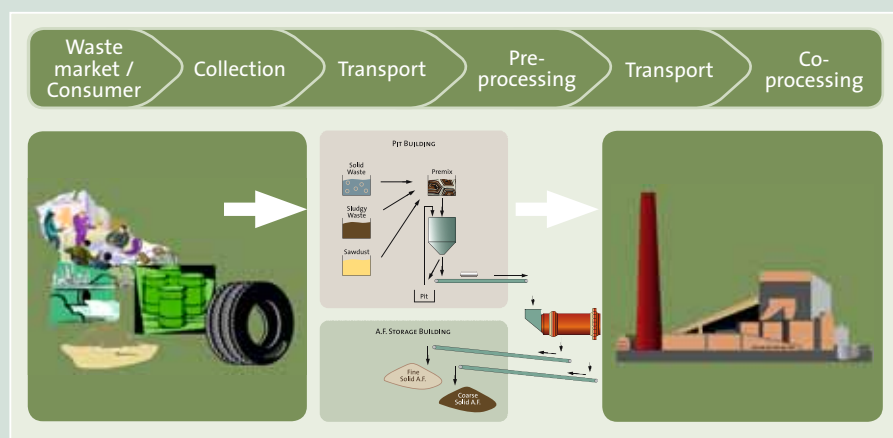 Waste
market /
Consumer
Collection
Transport
Pre-
processing
Transport
Co-
processing
Pit Building
Solid
Waste
Premix
Sludgy
Waste
Sawdust
Pit
A.F. Storage Building
Fine
Solid A.F.
Coarse
Solid A.F.